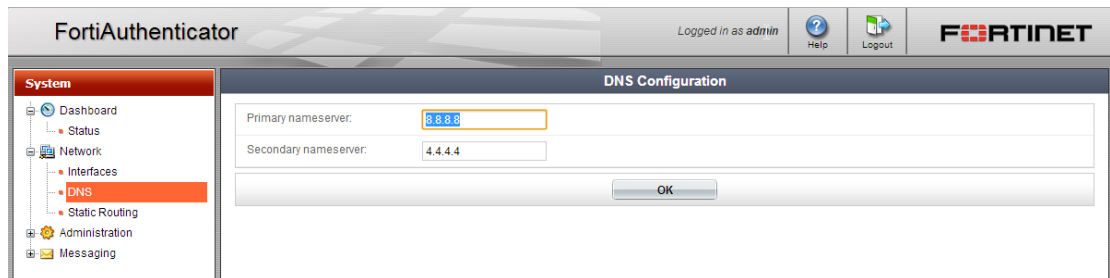 FortiAuthenticator
Logged in as admin
Help
Logout
FORTINET
System
Dashboard
Status
Network
Interfaces
DNS
Static Routing
Administration
Messaging
DNS Configuration
Primary nameserver: 8.8.8.8
Secondary nameserver: 4.4.4.4
OK